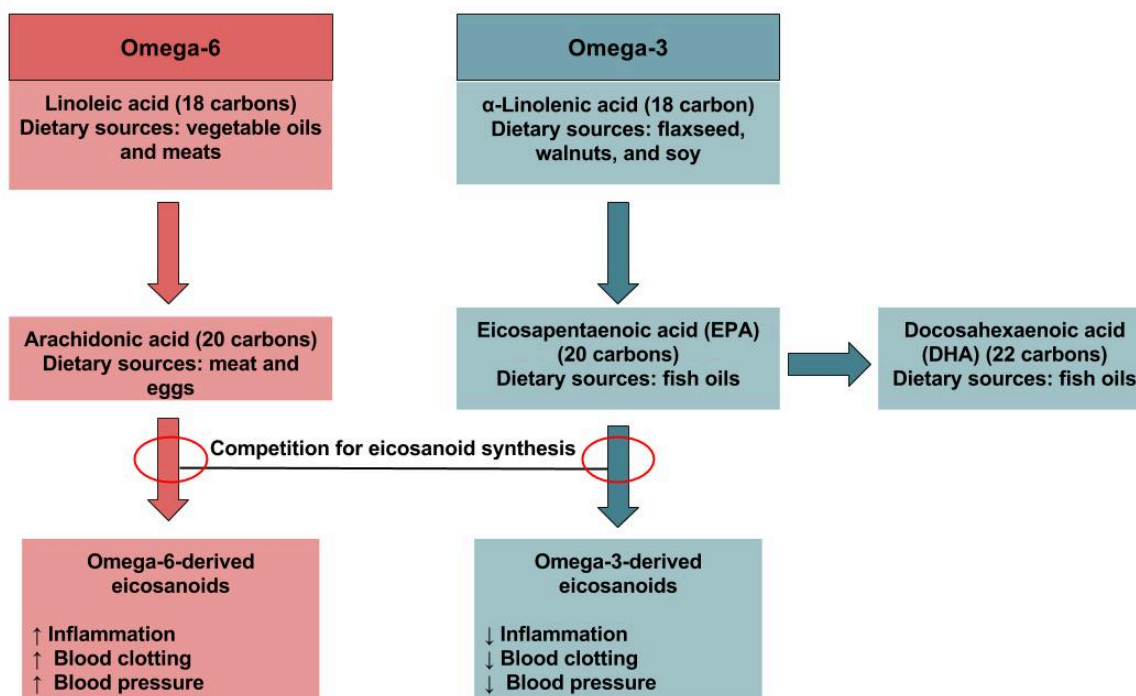 Omega-6
Linoleic acid (18 carbons)
Dietary sources: vegetable oils
and meats
Omega-3
α-Linolenic acid (18 carbon)
Dietary sources: flaxseed,
walnuts, and soy
Arachidonic acid (20 carbons)
Dietary sources: meat and
eggs
Eicosapentaenoic acid (EPA)
(20 carbons)
Dietary sources: fish oils
Docosahexaenoic acid
(DHA) (22 carbons)
Dietary sources: fish oils
Competition for eicosanoid synthesis
Omega-6-derived
eicosanoids
↑ Inflammation
↑ Blood clotting
↑ Blood pressure
Omega-3-derived
eicosanoids
↓ Inflammation
↓ Blood clotting
↓ Blood pressure